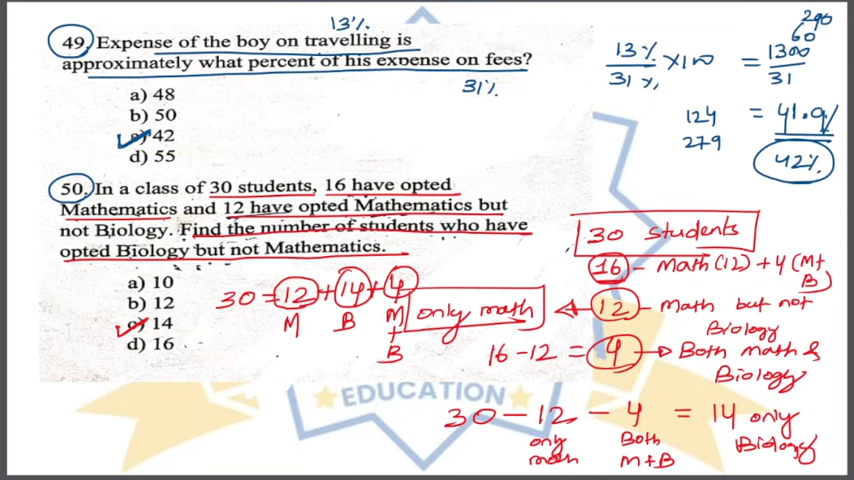 13%
49. Expense of the boy on travelling is
approximately what percent of his expense on fees?
31%
a) 48
b) 50
c) 42
d) 55
13% / 31% × 100 = 1300 / 31
290
60
124
279
= 41.9%
42%
50. In a class of 30 students, 16 have opted
Mathematics and 12 have opted Mathematics but
not Biology. Find the number of students who have
opted Biology but not Mathematics.
a) 10
b) 12
c) 14
d) 16
30 = 12 + 14 + 4
M B M + B
30 students
16 - Math (12) + 4 (M+
B)
only math ← 12 - Math but not
Biology
16 - 12 = 4 → Both math &
Biology
30 - 12 - 4 = 14 only
Biology
only
math
Both
M+B
EDUCATION